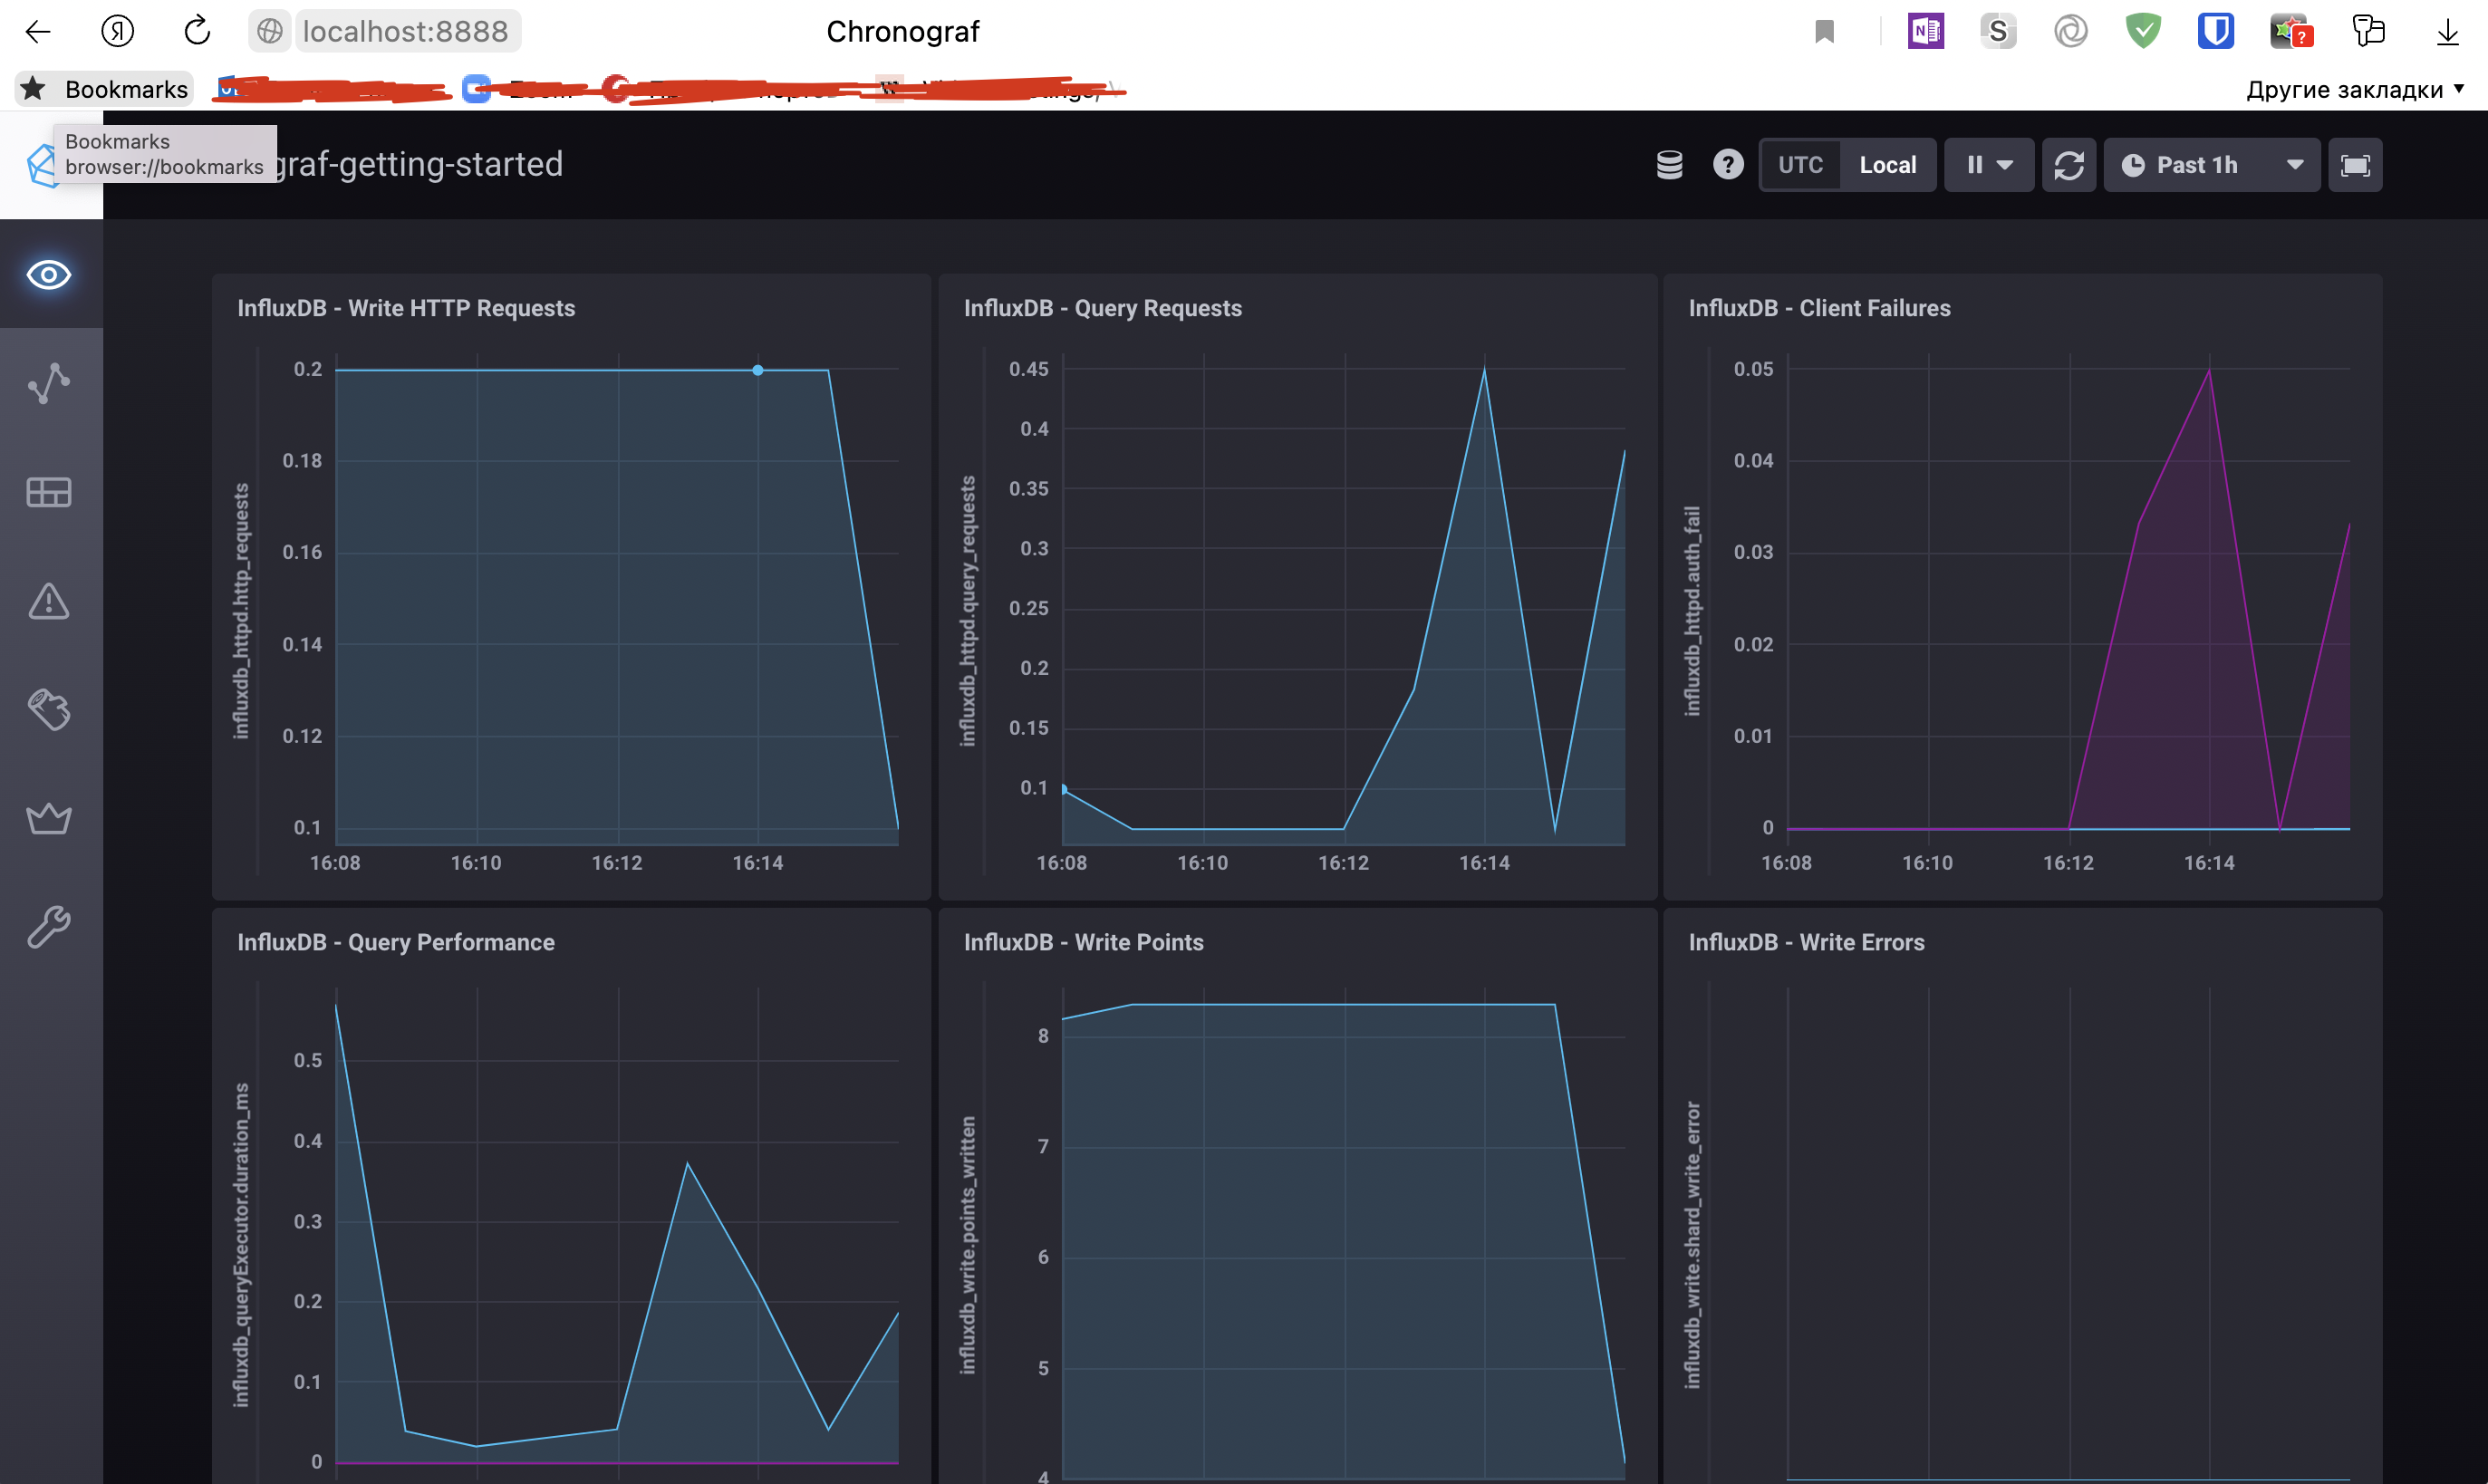 localhost:8888
Chronograf
Bookmarks
Другие закладки
Bookmarks
browser://bookmarks
graf-getting-started
UTC
Local
Past 1h
InfluxDB - Write HTTP Requests
influxdb_httpd.http_requests
0.2
0.18
0.16
0.14
0.12
0.1
16:08
16:10
16:12
16:14
InfluxDB - Query Requests
influxdb_httpd.query_requests
0.45
0.4
0.35
0.3
0.25
0.2
0.15
0.1
16:08
16:10
16:12
16:14
InfluxDB - Client Failures
influxdb_httpd.auth_fail
0.05
0.04
0.03
0.02
0.01
0
16:08
16:10
16:12
16:14
InfluxDB - Query Performance
influxdb_queryExecutor.duration_ms
0.5
0.4
0.3
0.2
0.1
0
InfluxDB - Write Points
influxdb_write.points_written
8
7
6
5
4
InfluxDB - Write Errors
influxdb_write.shard_write_error